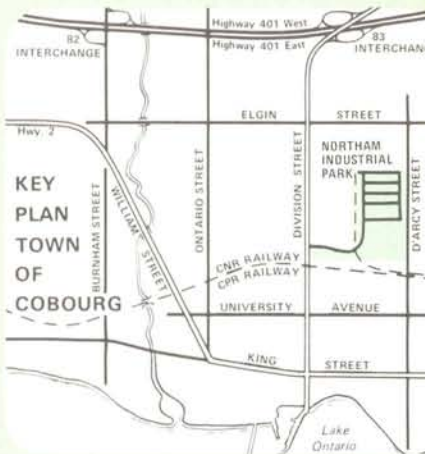 Highway 401 West
Highway 401 East
82
INTERCHANGE
83
INTERCHANG
Hwy. 2
ELGIN STREET
NORTHAM
INDUSTRIAL
PARK
KEY
PLAN
TOWN
OF
COBOURG
BURNHAM STREET
WILLIAM STREET
ONTARIO STREET
DIVISION STREET
D'ARCY STREET
CNR RAILWAY
CPR RAILWAY
UNIVERSITY AVENUE
KING STREET
Lake
Ontario